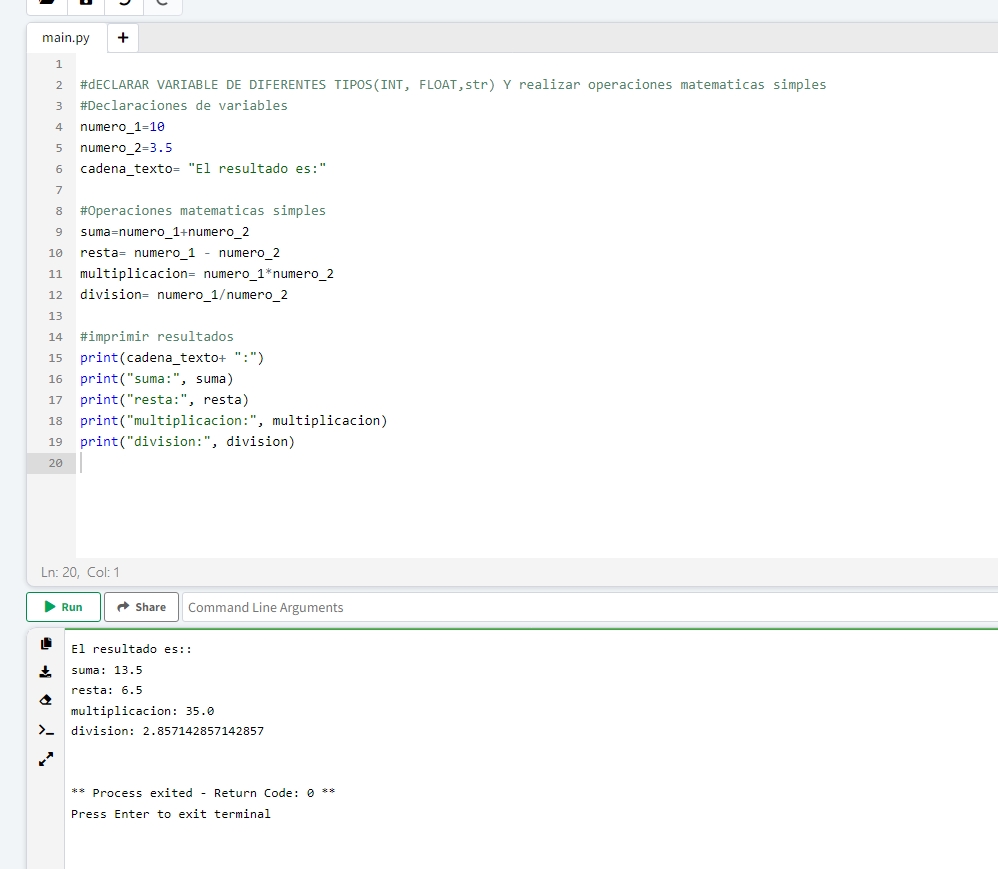 main.py +
1
2 #dECLARAR VARIABLE DE DIFERENTES TIPOS(INT, FLOAT,str) Y realizar operaciones matematicas simples
3 #Declaraciones de variables
4 numero_1=10
5 numero_2=3.5
6 cadena_texto= "El resultado es:"
7
8 #Operaciones matematicas simples
9 suma=numero_1+numero_2
10 resta= numero_1 - numero_2
11 multiplicacion= numero_1*numero_2
12 division= numero_1/numero_2
13
14 #imprimir resultados
15 print(cadena_texto+ ":")
16 print("suma:", suma)
17 print("resta:", resta)
18 print("multiplicacion:", multiplicacion)
19 print("division:", division)
20
Ln: 20, Col: 1
Run Share Command Line Arguments
El resultado es::
suma: 13.5
resta: 6.5
multiplicacion: 35.0
division: 2.857142857142857
** Process exited - Return Code: 0 **
Press Enter to exit terminal